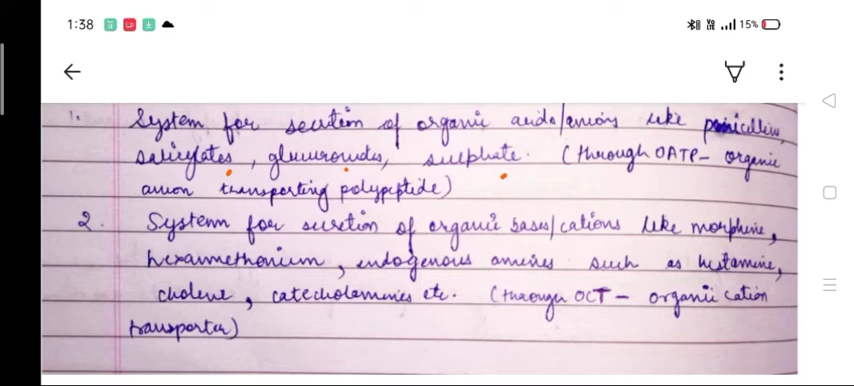 1:38
15%
1. System for secretion of organic acids/anions like penicillins,
salicylates, glucuronides, sulphate. (through OATP- organic
anion transporting polypeptide)
2. System for secretion of organic bases/cations like morphine,
hexamethonium, endogenous amines such as histamine,
choline, catecholamines etc. (through OCT - organic cation
transporter)